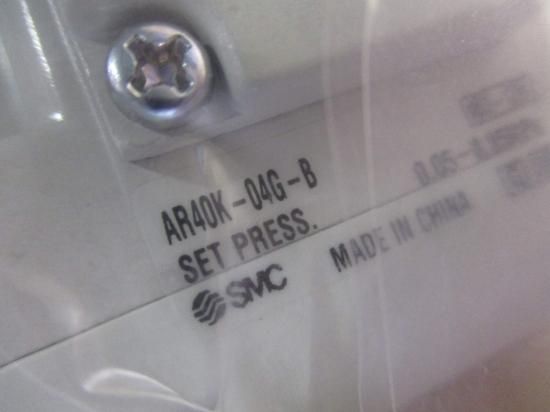 AR40K-04G-B
SET PRESS.
SMC MADE IN CHINA